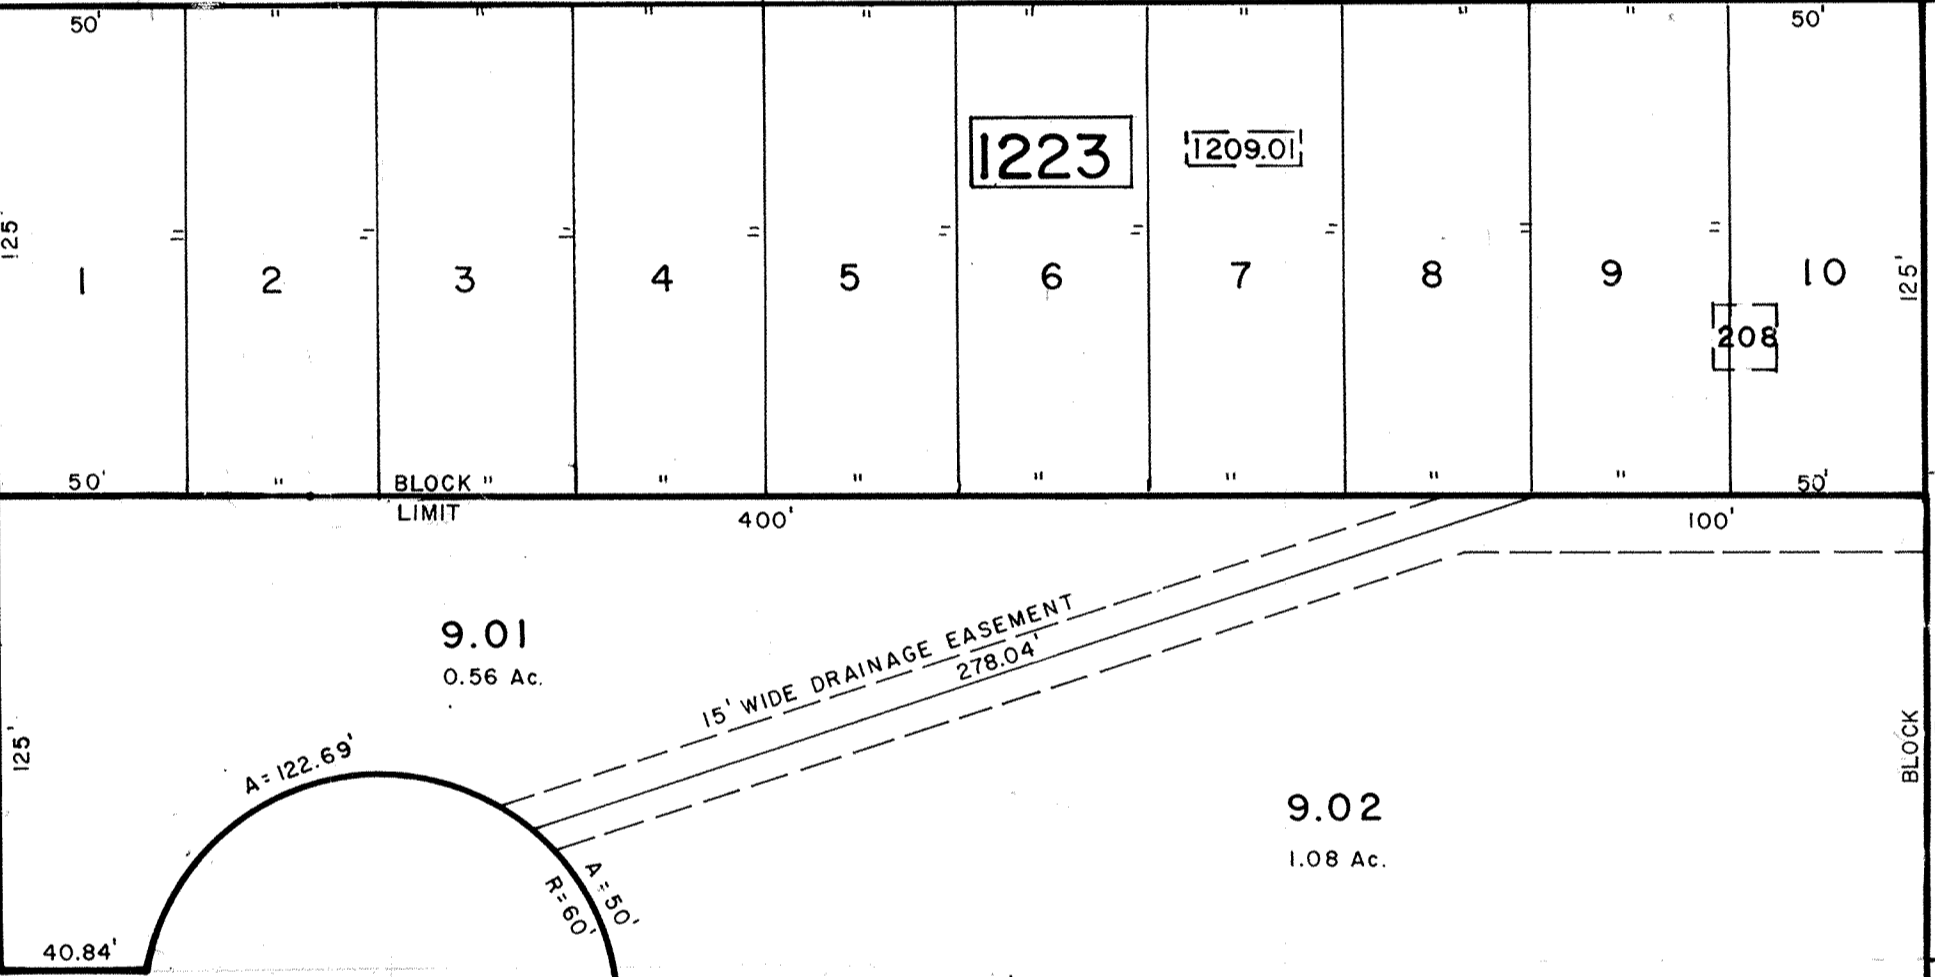 50' " " " " " " " " 50'
1223 1209.01
125' " " " " " " " " "
1 2 3 4 5 6 7 8 9 10 125'
208
50' " BLOCK " " " " " " " 50'
LIMIT 400' 100'
9.01
0.56 Ac.
15' WIDE DRAINAGE EASEMENT
278.04'
125'
A=122.69'
BLOCK
9.02
1.08 Ac.
A=50'
R=60'
40.84'